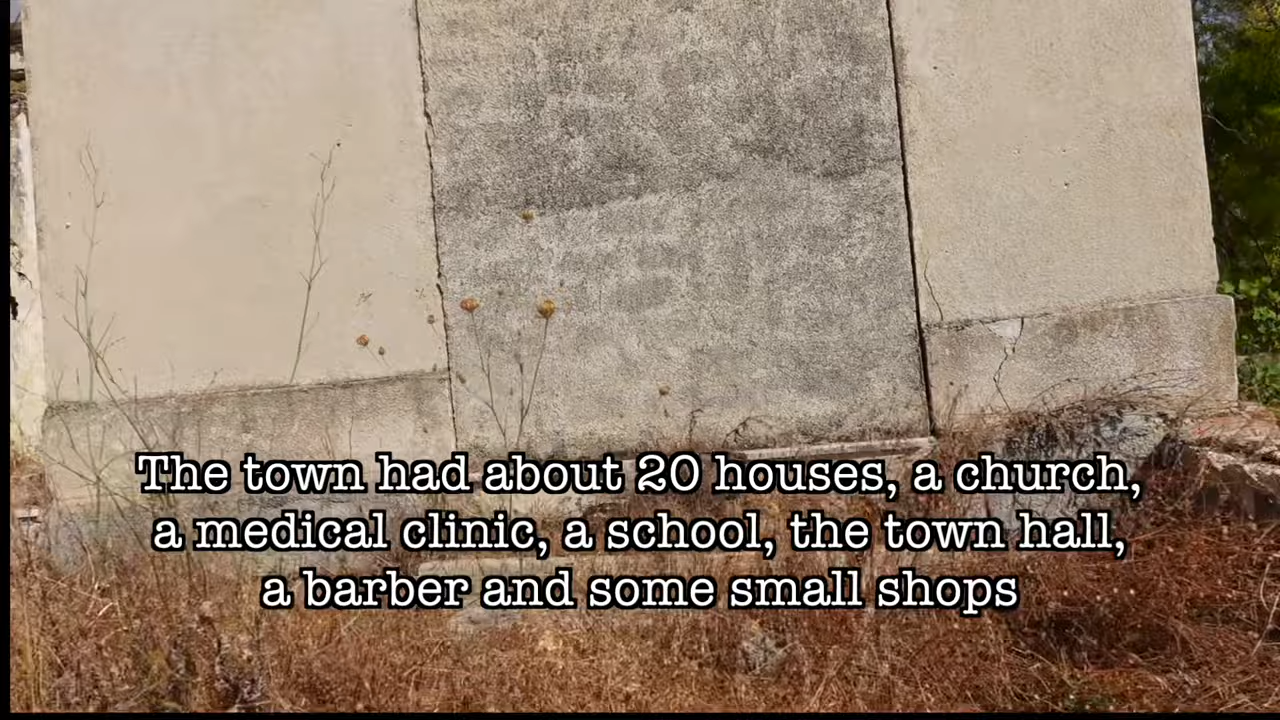 The town had about 20 houses, a church,
a medical clinic, a school, the town hall,
a barber and some small shops